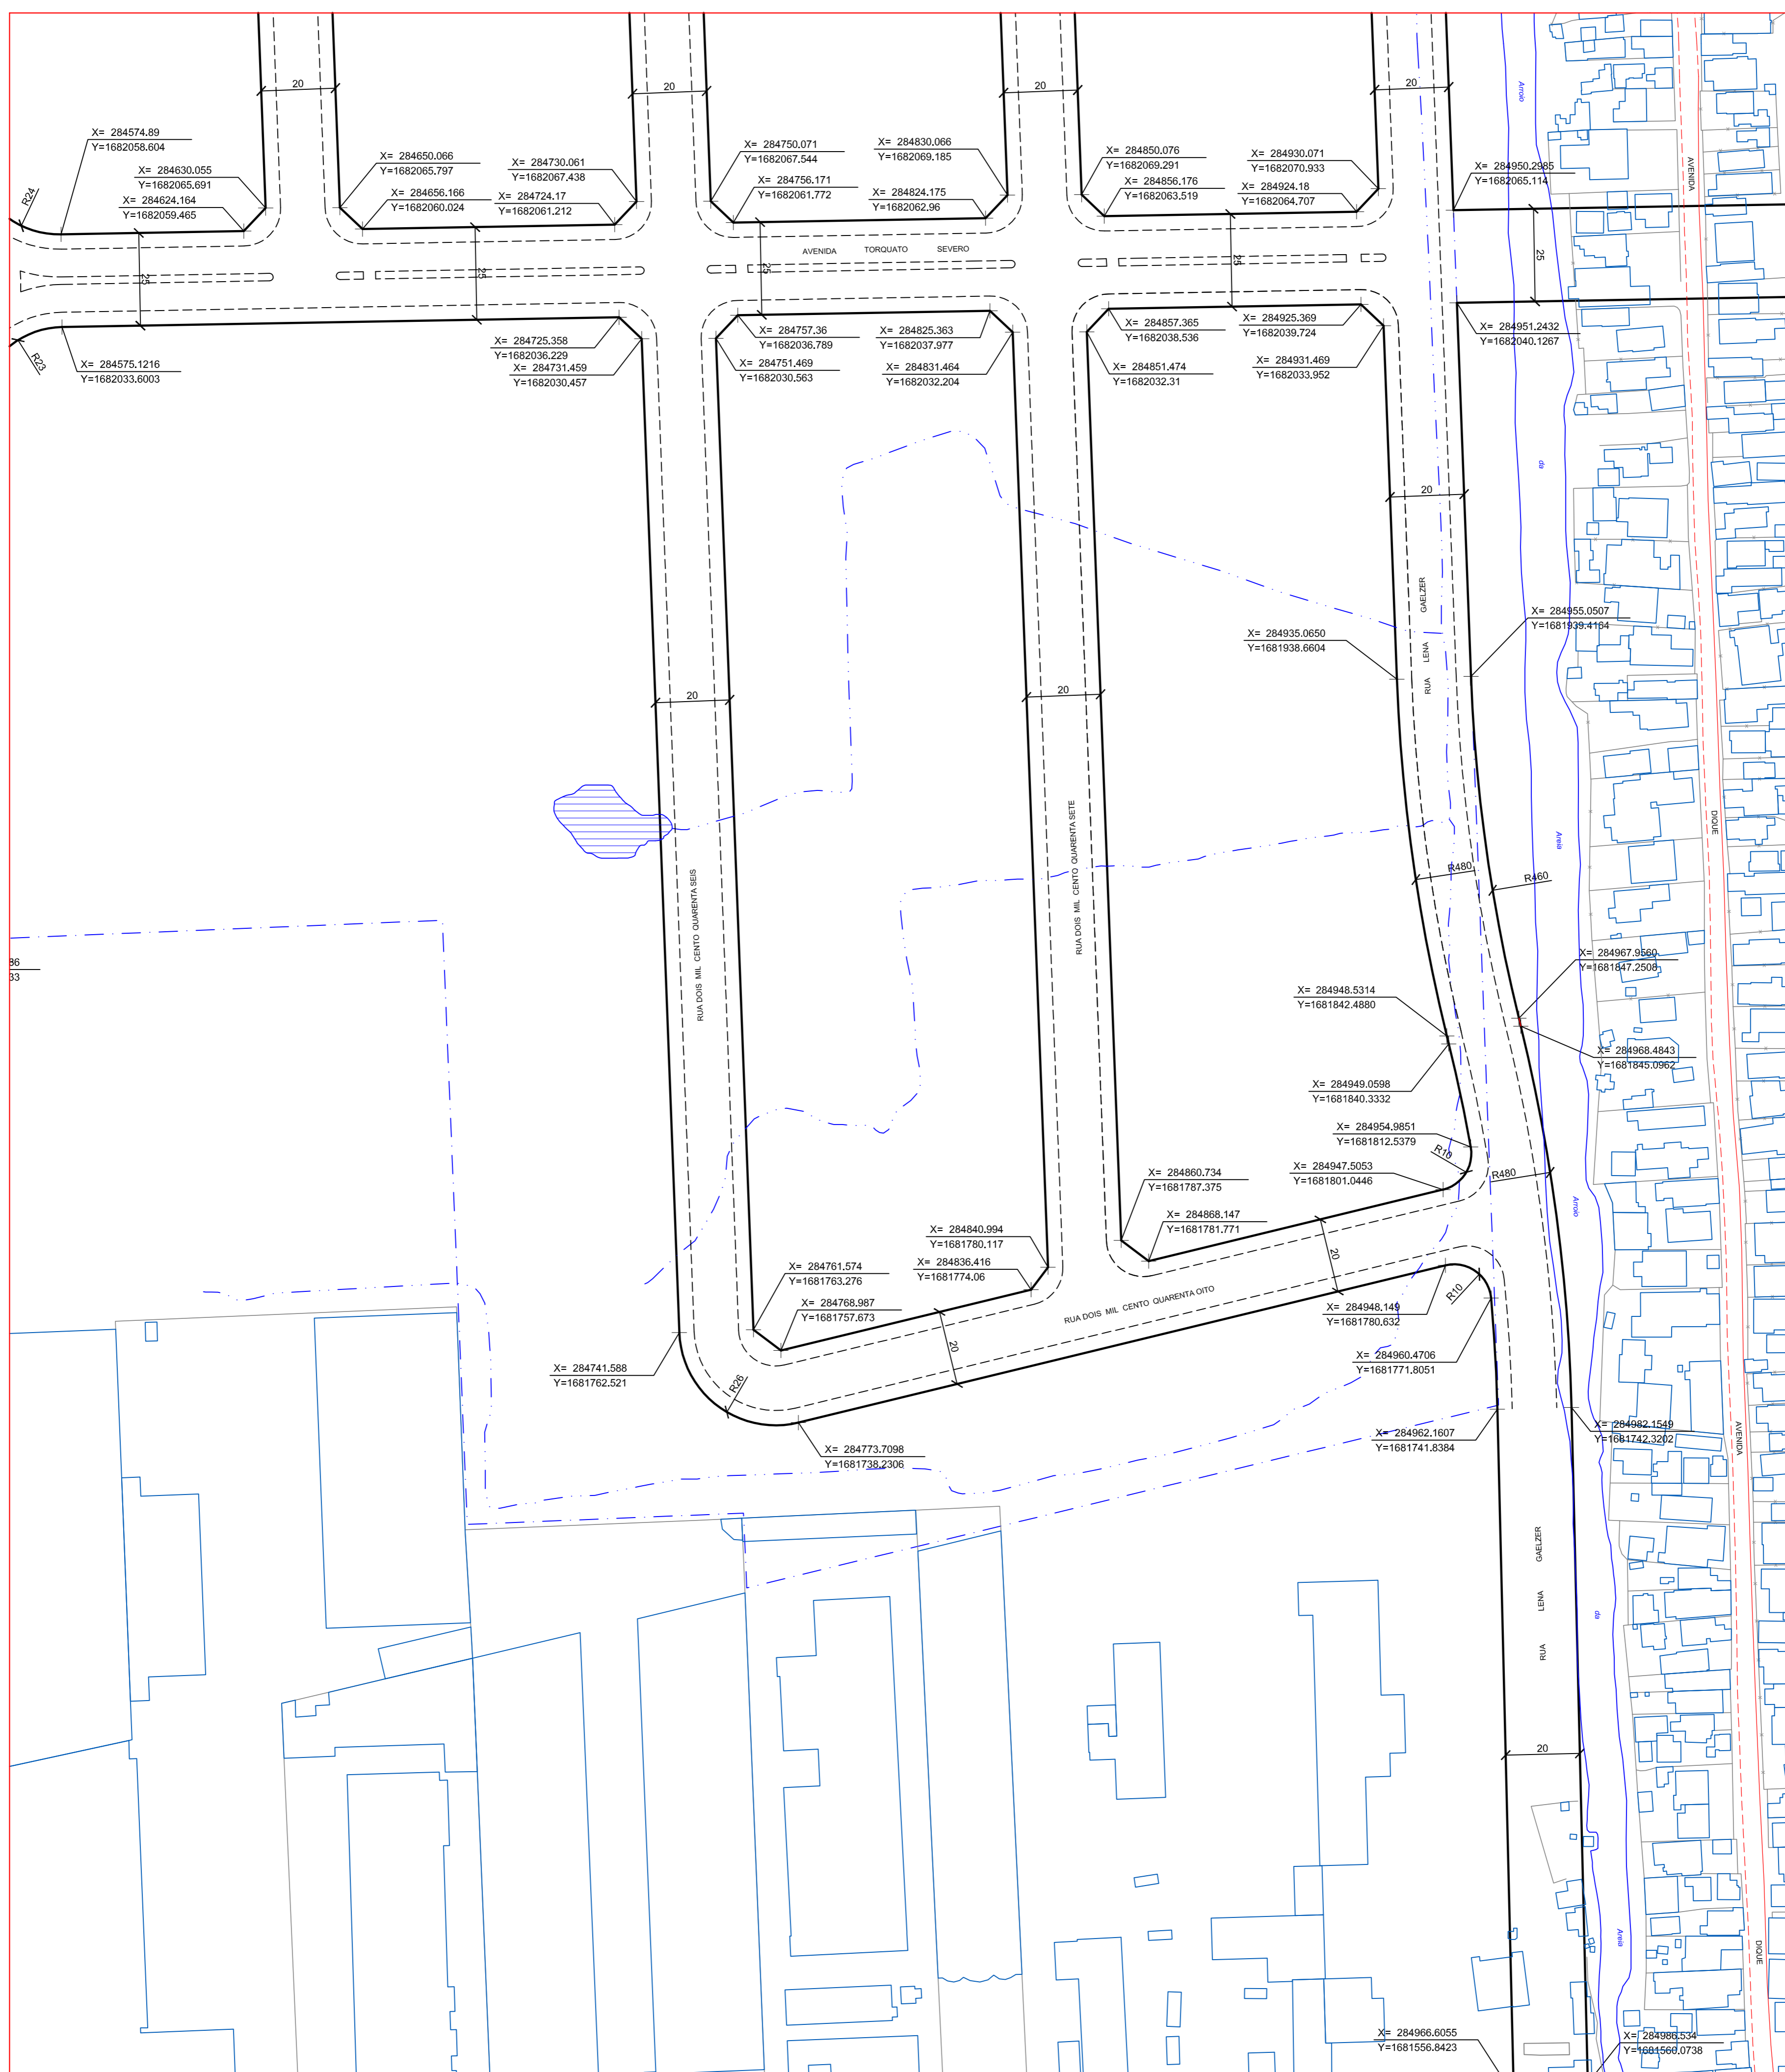 20
20
20
20
Arroio
X= 284574.89
Y=1682058.604
X= 284630.055
Y=1682065.691
X= 284624.164
Y=1682059.465
X= 284650.066
Y=1682065.797
X= 284656.166
Y=1682060.024
X= 284730.061
Y=1682067.438
X= 284724.17
Y=1682061.212
X= 284750.071
Y=1682067.544
X= 284756.171
Y=1682061.772
X= 284830.066
Y=1682069.185
X= 284824.175
Y=1682062.96
X= 284850.076
Y=1682069.291
X= 284856.176
Y=1682063.519
X= 284930.071
Y=1682070.933
X= 284924.18
Y=1682064.707
X= 284950.2985
Y=1682065.114
AVENIDA
R24
25
25
25
25
25
AVENIDA TORQUATO SEVERO
R23
X= 284575.1216
Y=1682033.6003
X= 284725.358
Y=1682036.229
X= 284731.459
Y=1682030.457
X= 284757.36
Y=1682036.789
X= 284751.469
Y=1682030.563
X= 284825.363
Y=1682037.977
X= 284831.464
Y=1682032.204
X= 284857.365
Y=1682038.536
X= 284851.474
Y=1682032.31
X= 284925.369
Y=1682039.724
X= 284931.469
Y=1682033.952
X= 284951.2432
Y=1682040.1267
da
20
RUA LENA GAELZER
X= 284955.0507
Y=1681939.4164
X= 284935.0650
Y=1681938.6604
20
20
DIQUE
Areia
RUA DOIS MIL CENTO QUARENTA SEIS
RUA DOIS MIL CENTO QUARENTA SETE
R480
R460
86
33
X= 284967.9560
Y=1681847.2508
X= 284948.5314
Y=1681842.4880
X= 284968.4843
Y=1681845.0962
X= 284949.0598
Y=1681840.3332
X= 284954.9851
Y=1681812.5379
R10
X= 284947.5053
Y=1681801.0446
R480
Arroio
X= 284860.734
Y=1681787.375
X= 284868.147
Y=1681781.771
X= 284840.994
Y=1681780.117
X= 284836.416
Y=1681774.06
X= 284761.574
Y=1681763.276
X= 284768.987
Y=1681757.673
20
20
RUA DOIS MIL CENTO QUARENTA OITO
R10
X= 284948.149
Y=1681780.632
X= 284960.4706
Y=1681771.8051
X= 284741.588
Y=1681762.521
R26
X= 284773.7098
Y=1681738.2306
X= 284962.1607
Y=1681741.8384
X= 284982.1549
Y=1681742.3202
AVENIDA
RUA LENA GAELZER
da
20
Areia
DIQUE
X= 284966.6055
Y=1681556.8423
X= 284986.534
Y=1681560.0738